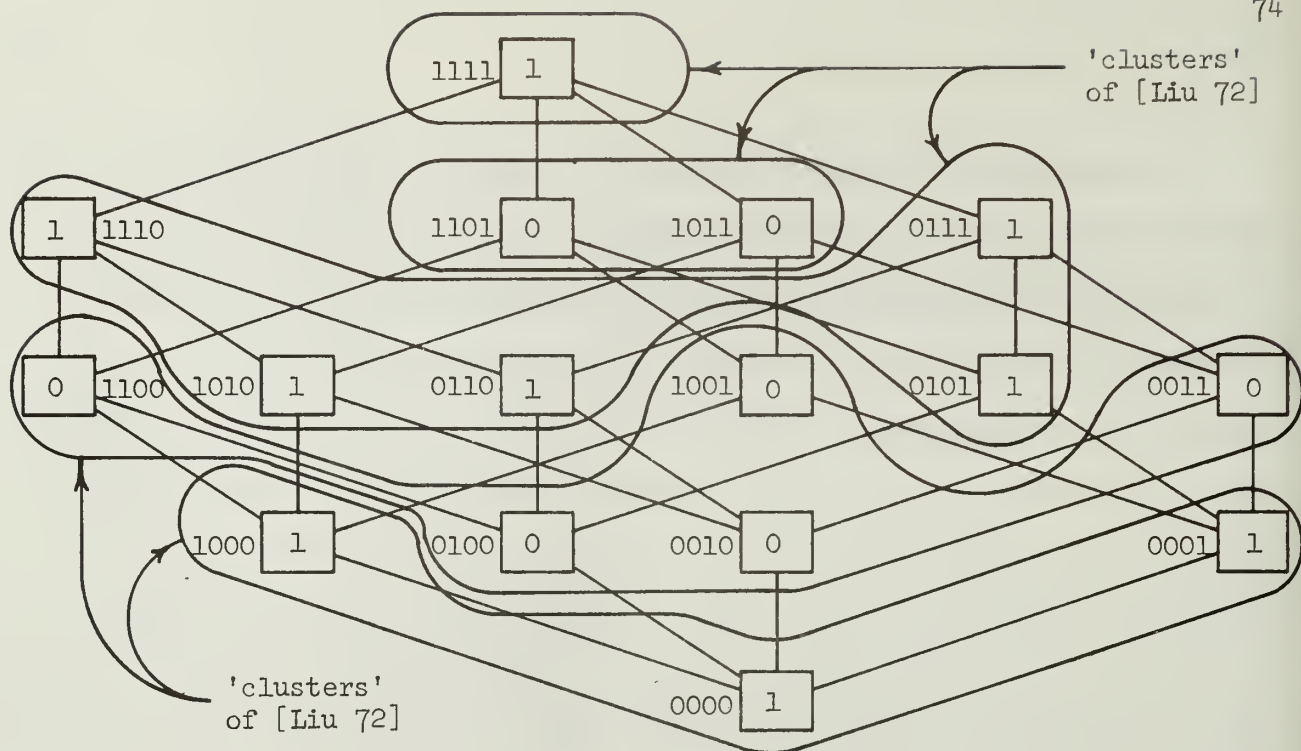 74
1111 1
'clusters'
of [Liu 72]
1 1110 1101 0 1011 0 0111 1
0 1100 1010 1 0110 1 1001 0 0101 1 0011 0
1000 1 0100 0 0010 0 0001 1
'clusters'
of [Liu 72]
0000 1